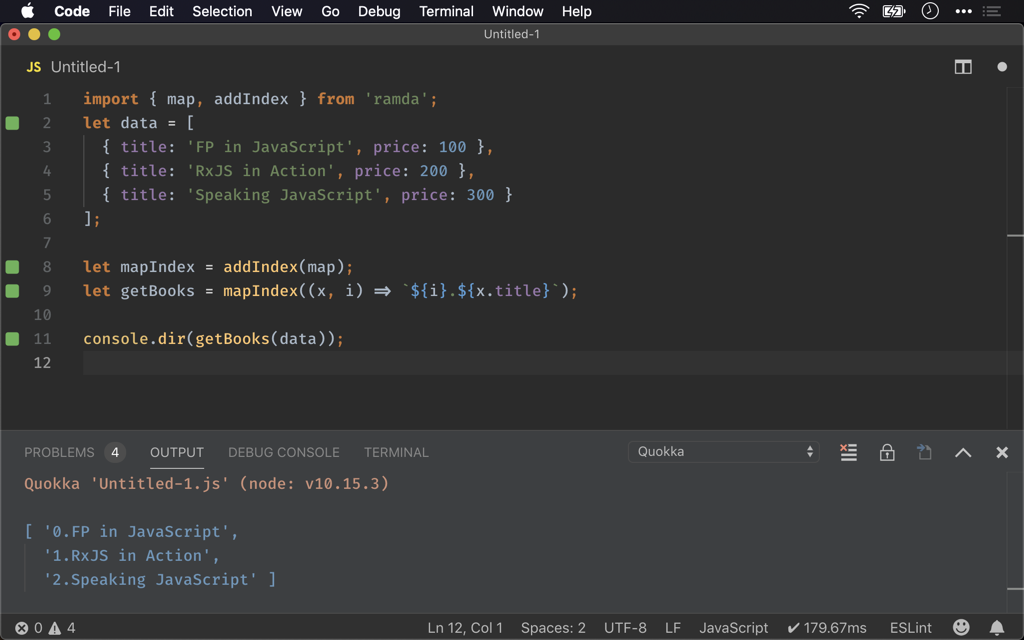 Code File Edit Selection View Go Debug Terminal Window Help
Untitled-1
JS Untitled-1
1 import { map, addIndex } from 'ramda';
2 let data = [
3 { title: 'FP in JavaScript', price: 100 },
4 { title: 'RxJS in Action', price: 200 },
5 { title: 'Speaking JavaScript', price: 300 }
6 ];
7
8 let mapIndex = addIndex(map);
9 let getBooks = mapIndex((x, i) ⇒ `${i}.${x.title}`);
10
11 console.dir(getBooks(data));
12
PROBLEMS 4 OUTPUT DEBUG CONSOLE TERMINAL Quokka
Quokka 'Untitled-1.js' (node: v10.15.3)
[ '0.FP in JavaScript',
'1.RxJS in Action',
'2.Speaking JavaScript' ]
0 4 Ln 12, Col 1 Spaces: 2 UTF-8 LF JavaScript ✔ 179.67ms ESLint